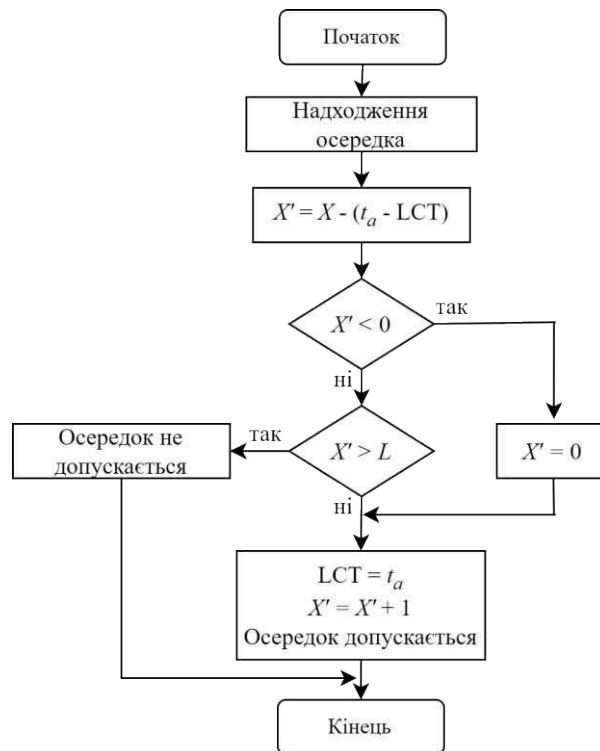 Початок
Надходження
осередка
X' = X - (tₐ - LCT)
X' < 0
так
ні
Осередок не
допускається
так
X' > L
X' = 0
ні
LCT = tₐ
X' = X' + 1
Осередок допускається
Кінець